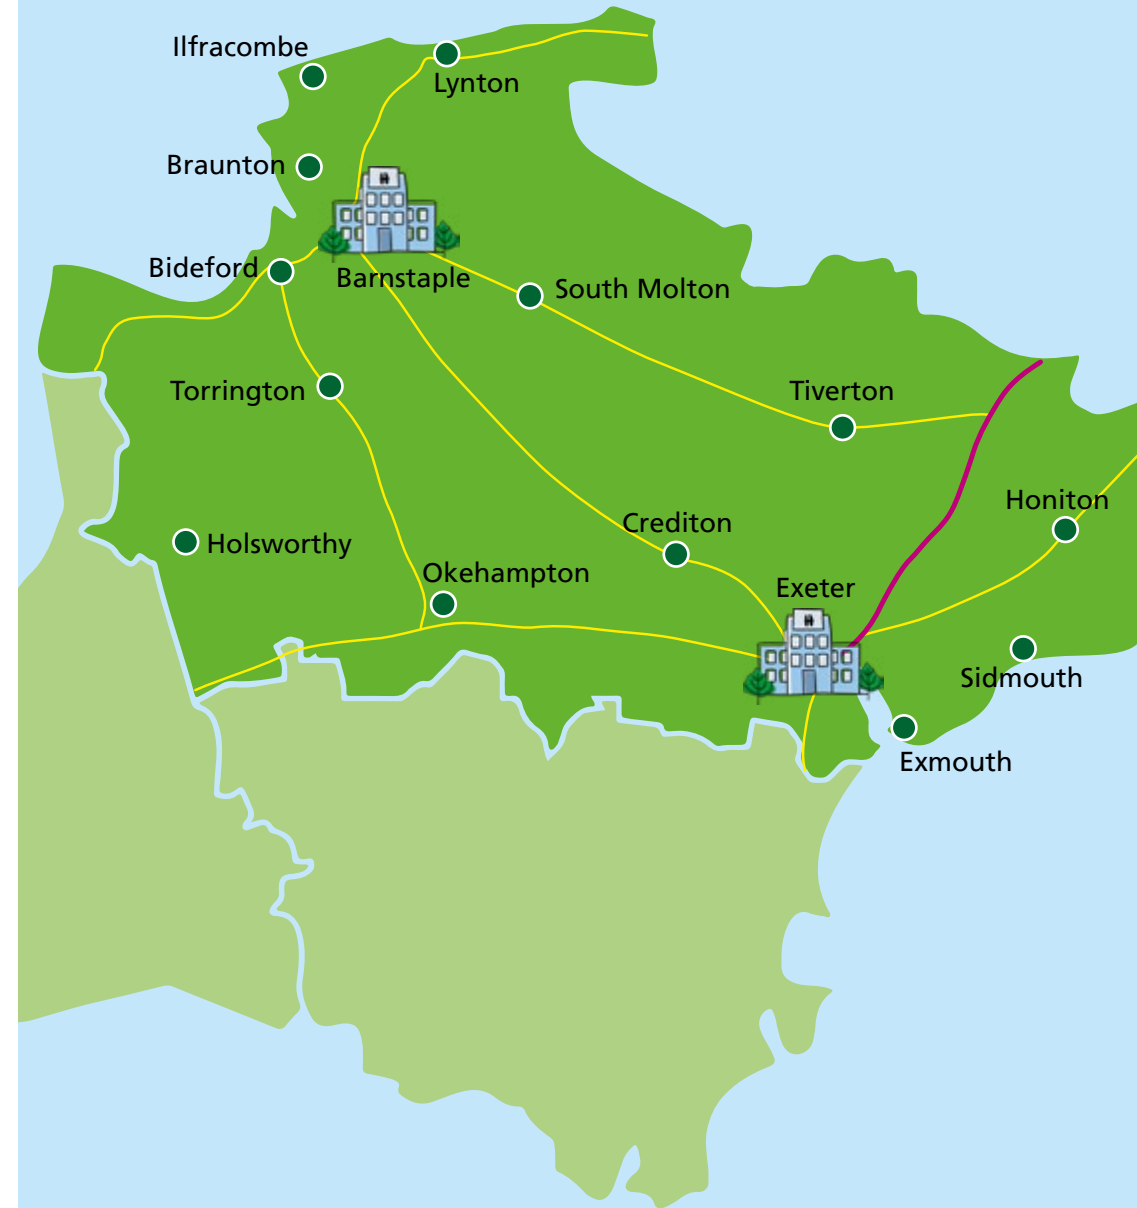 Ilfracombe
Lynton
Braunton
Bideford
Barnstaple
South Molton
Torrington
Tiverton
Honiton
Crediton
Holsworthy
Okehampton
Exeter
Sidmouth
Exmouth
H
H